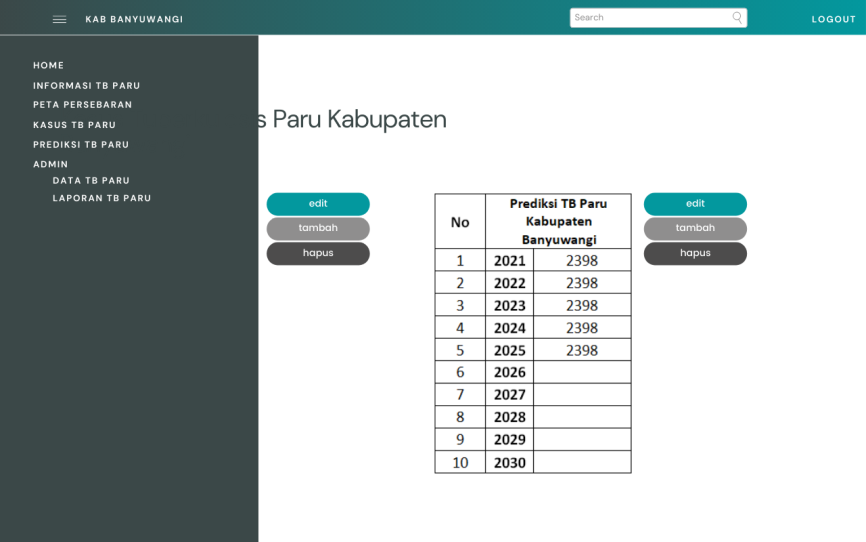 KAB BANYUWANGI
Search
LOGOUT
HOME
INFORMASI TB PARU
PETA PERSEBARAN
KASUS TB PARU
PREDIKSI TB PARU
ADMIN
DATA TB PARU
LAPORAN TB PARU
s Paru Kabupaten
edit
tambah
hapus
No
Prediksi TB Paru
Kabupaten
Banyuwangi
1 2021 2398
2 2022 2398
3 2023 2398
4 2024 2398
5 2025 2398
6 2026
7 2027
8 2028
9 2029
10 2030
edit
tambah
hapus